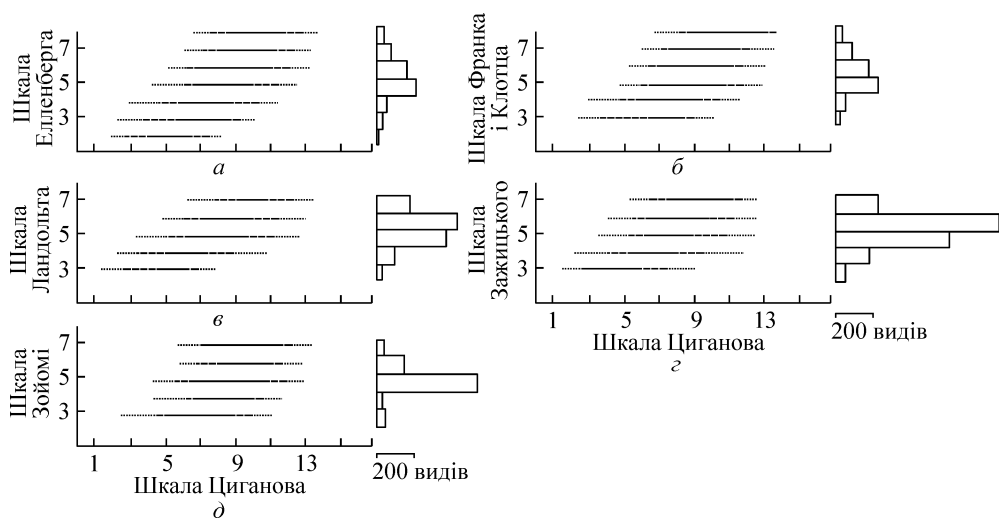 Шкала
Елленберга
7
5
3
а
Шкала Франка
і Клотца
7
5
3
б
Шкала
Ландольта
7
5
3
в
Шкала
Зажицького
7
5
3
1 5 9 13
Шкала Циганова
г
200 видів
Шкала
Зойомі
7
5
3
1 5 9 13
Шкала Циганова
д
200 видів